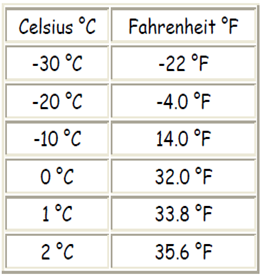 Celsius °C Fahrenheit °F
-30 °C -22 °F
-20 °C -4.0 °F
-10 °C 14.0 °F
0 °C 32.0 °F
1 °C 33.8 °F
2 °C 35.6 °F